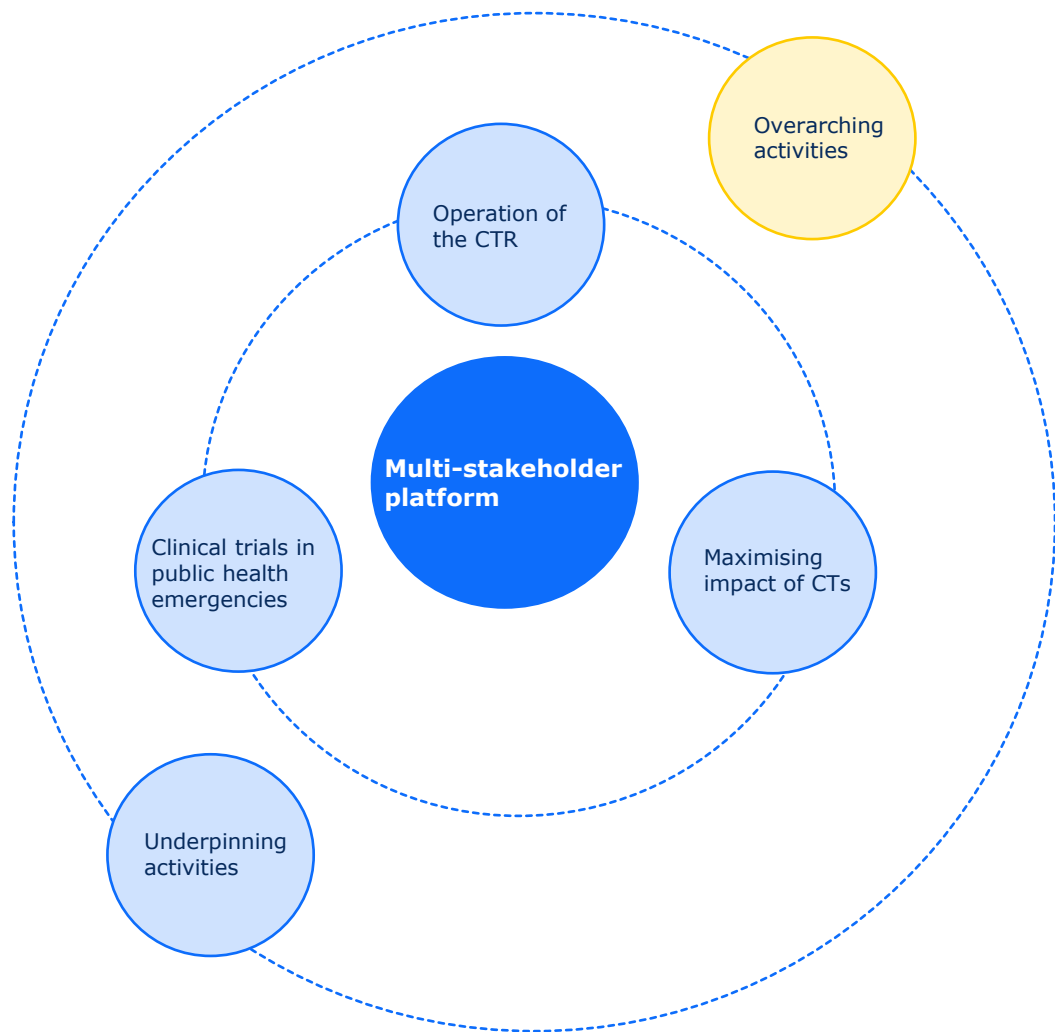 Overarching
activities
Operation of
the CTR
Multi-stakeholder
platform
Clinical trials in
public health
emergencies
Maximising
impact of CTs
Underpinning
activities